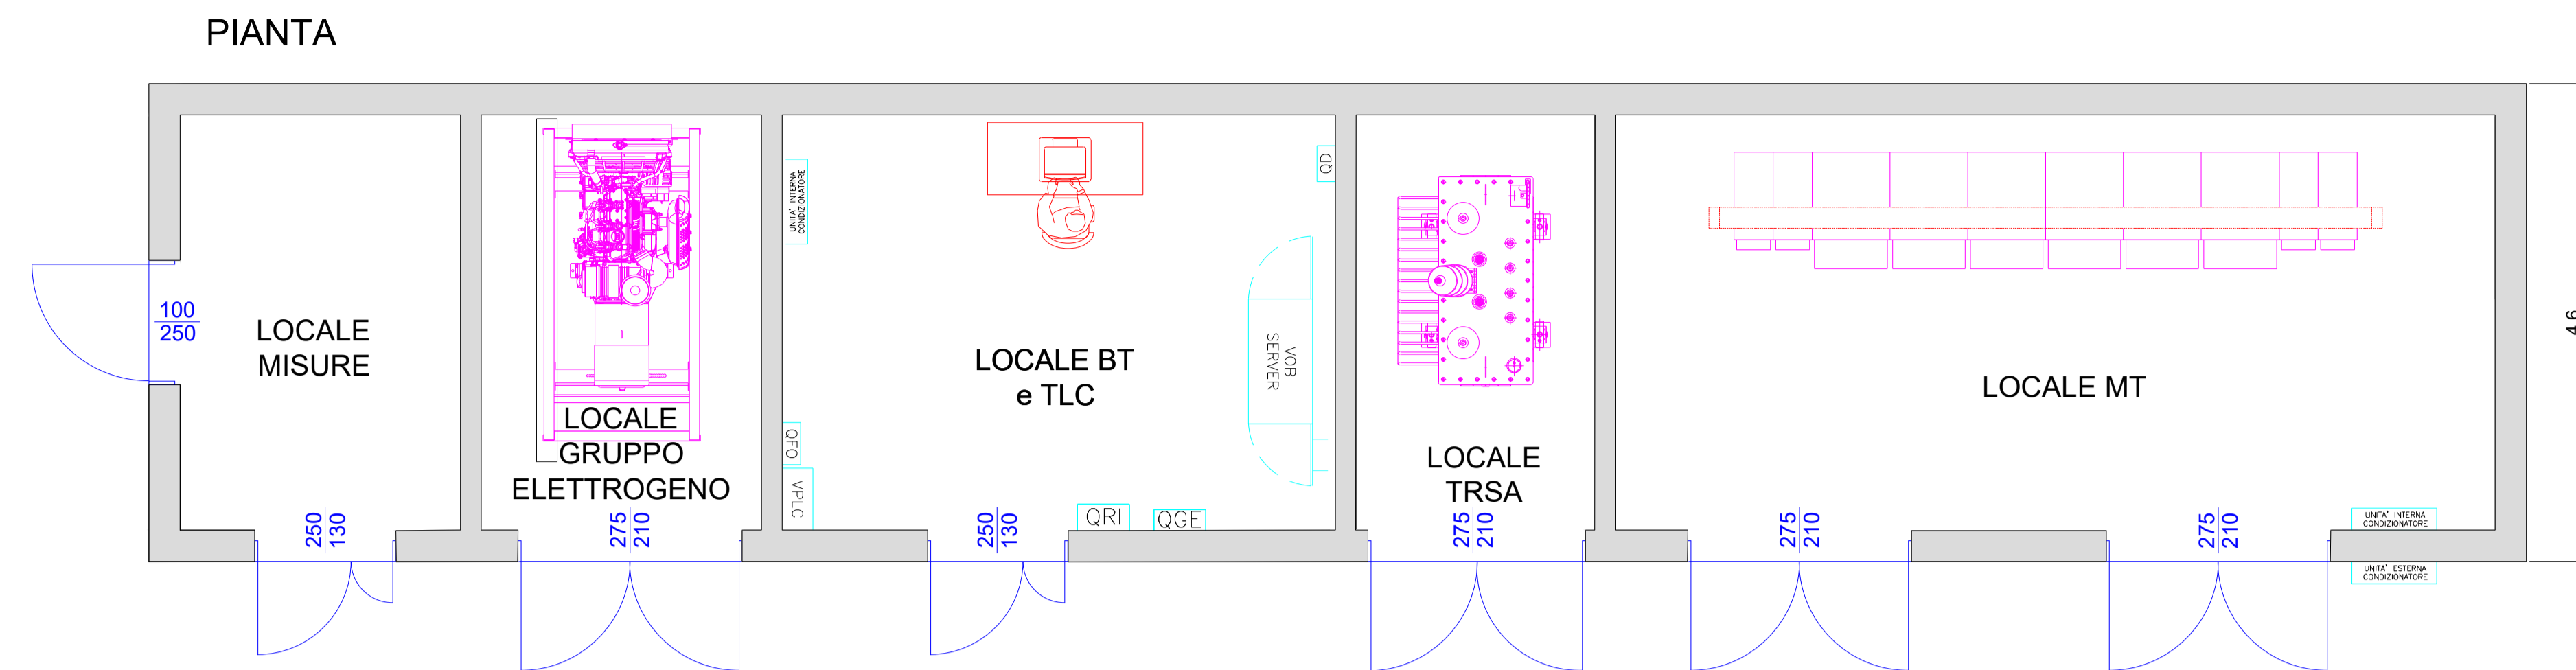 PIANTA
100
250
LOCALE
MISURE
250
130
LOCALE
GRUPPO
ELETTROGENO
275
210
UNITA' INTERNA
CONDIZIONATORE
QFO
VPLC
LOCALE BT
e TLC
250
130
QRI
QGE
QD
VOB
SERVER
LOCALE
TRSA
275
210
LOCALE MT
275
210
275
210
UNITA' INTERNA
CONDIZIONATORE
UNITA' ESTERNA
CONDIZIONATORE